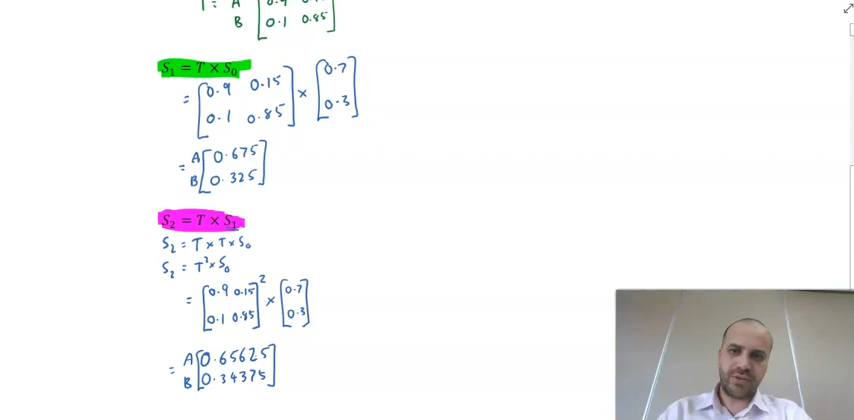 T = A [0.9
B [0.1 0.85]
S₁ = T × S₀
= [0.9 0.15] × [0.7]
[0.1 0.85] [0.3]
= A [0.675]
B [0.325]
S₂ = T × S₁
S₂ = T × T × S₀
S₂ = T² × S₀
= [0.9 0.15]² × [0.7]
[0.1 0.85] [0.3]
= A [0.65625]
B [0.34375]